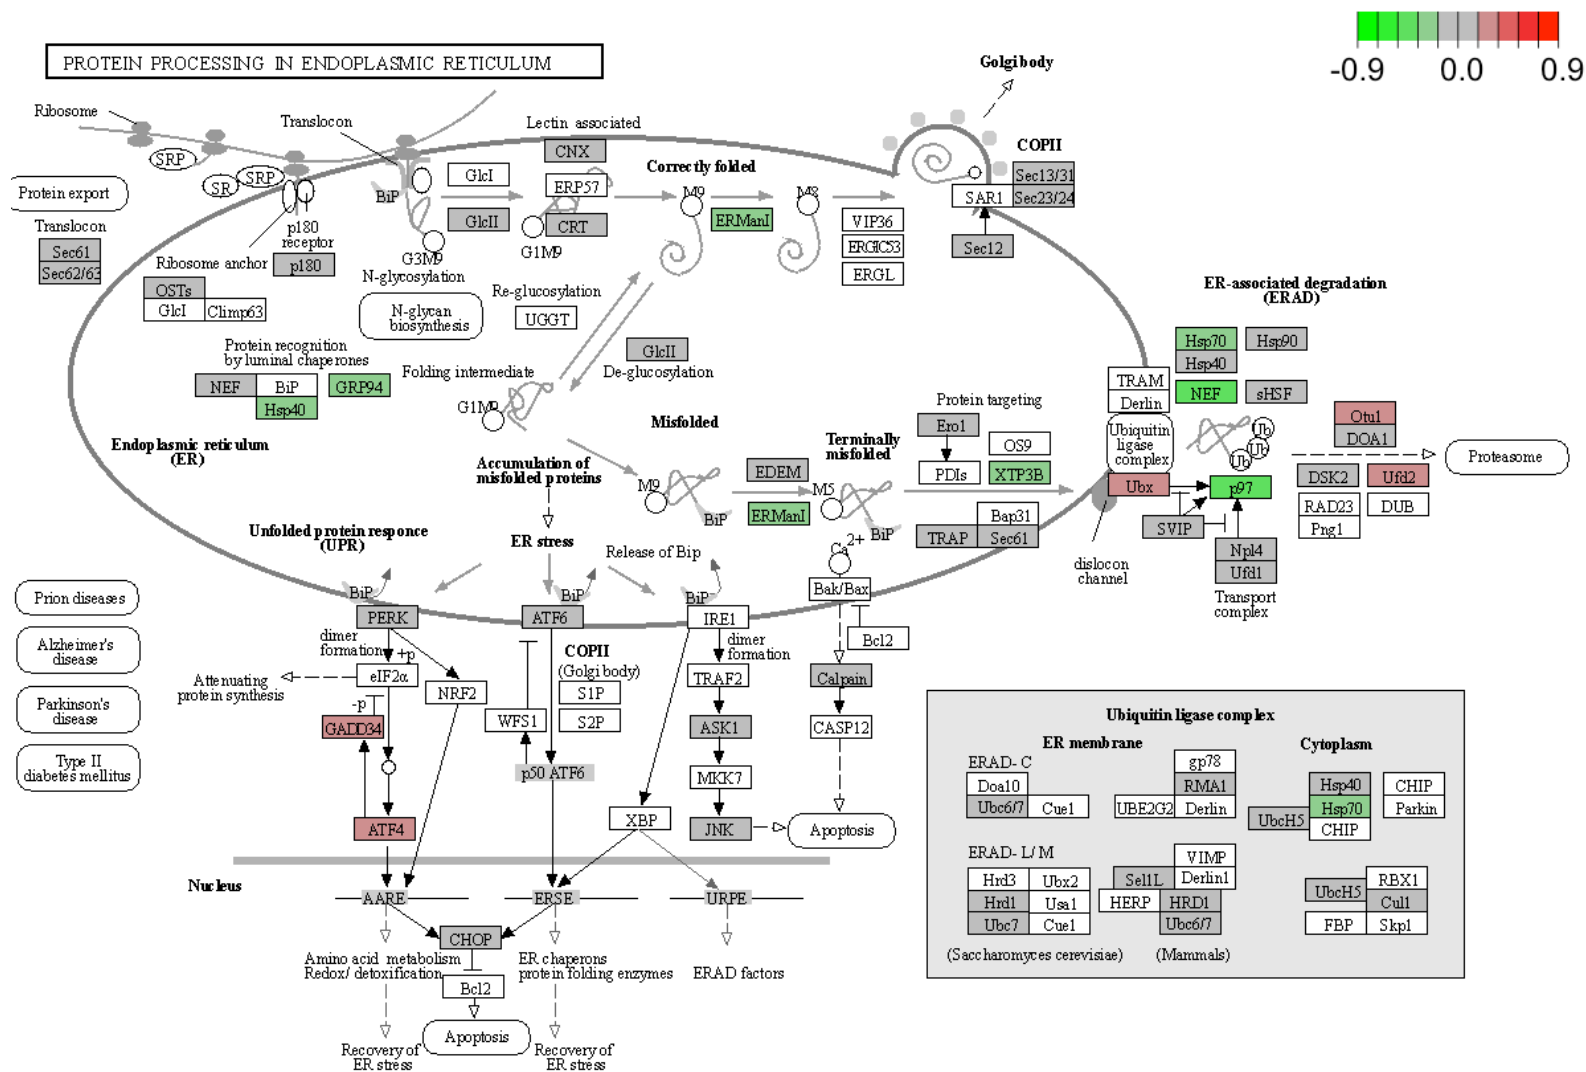 -0.9 0.0 0.9
PROTEIN PROCESSING IN ENDOPLASMIC RETICULUM
Golgi body
Ribosome
Translocon
Lectin associated
CNX
COPII
SRP
SRP
SR
Protein export
BiP
GlcI
ERP57
Correctly folded
M9
M8
Sec13/31
SAR1
Sec23/24
Translocon
Sec61
Sec62/63
p180
receptor
Ribosome anchor
p180
GlcII
CRT
G3M9
G1M9
N-glycosylation
ERManI
VIP36
ERGIC53
ERGL
Sec12
OSTs
GlcI
Climp63
N-glycan
biosynthesis
Re-glucosylation
UGGT
ER-associated degradation
(ERAD)
Protein recognition
by luminal chaperones
NEF
BiP
GRP94
Hsp40
Folding intermediate
G1M9
GlcII
De-glucosylation
Hsp70
Hsp90
Hsp40
TRAM
Derlin
NEF
sHSF
Endoplasmic reticulum
(ER)
Misfolded
Terminally
misfolded
Protein targeting
Ero1
OS9
PDIs
XTP3B
Ubiquitin
ligase
complex
Ub
Ub
Ub
Otu1
DOA1
Proteasome
Accumulation of
misfolded proteins
M9
EDEM
M5
BiP
ERManI
BiP
Ubx
p97
DSK2
Ufd2
RAD23
DUB
Png1
Bap31
TRAP
Sec61
SVIP
Npl4
Ufd1
dislocon
channel
Transport
complex
Unfolded protein responce
(UPR)
ER stress
Release of Bip
Ca2+
Bak/Bax
BiP
BiP
BiP
PERK
ATF6
IRE1
Bcl2
Prion diseases
Alzheimer's
disease
Parkinson's
disease
Type II
diabetes mellitus
dimer
formation
+p
eIF2α
Attenuating
protein synthesis
-p
GADD34
NRF2
ATF4
COPII
(Golgi body)
S1P
WFS1
S2P
p50 ATF6
dimer
formation
TRAF2
ASK1
MKK7
JNK
XBP
Calpain
CASP12
Apoptosis
Nucleus
AARE
ERSE
URPE
CHOP
Amino acid metabolism
Redox/ detoxification
ER chaperons
protein folding enzymes
ERAD factors
Bcl2
Apoptosis
Recovery of
ER stress
Recovery of
ER stress
Ubiquitin ligase complex
ER membrane
Cytoplasm
ERAD- C
Doa10
Ubc6/7
Cue1
gp78
RMA1
UBE2G2
Derlin
Hsp40
Hsp70
UbcH5
CHIP
CHIP
Parkin
ERAD- L/ M
Hrd3
Ubx2
Hrd1
Usa1
Ubc7
Cue1
VIMP
Sel1L
Derlin1
HERP
HRD1
Ubc6/7
UbcH5
RBX1
Cul1
FBP
Skp1
(Saccharomyces cerevisiae)
(Mammals)